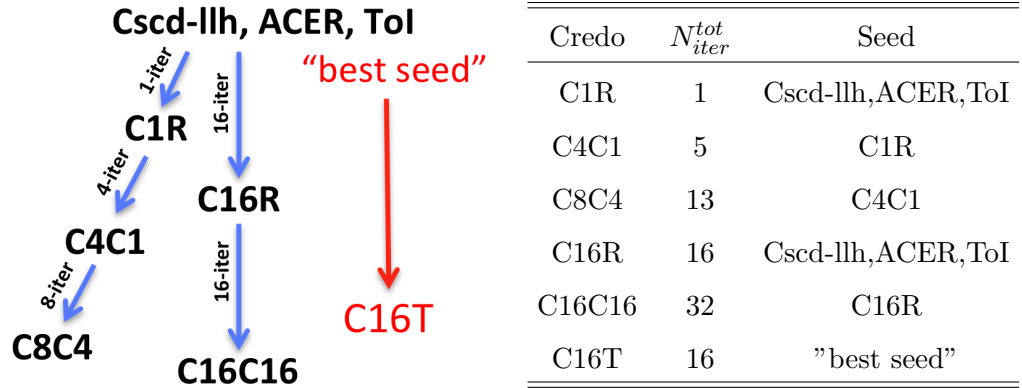 Cscd-llh, ACER, ToI
"best seed"
1-iter
16-iter
C1R
4-iter
C16R
C4C1
8-iter
16-iter
C16T
C8C4
C16C16
Credo N_{iter}^{tot} Seed
C1R 1 Cscd-llh,ACER,ToI
C4C1 5 C1R
C8C4 13 C4C1
C16R 16 Cscd-llh,ACER,ToI
C16C16 32 C16R
C16T 16 ”best seed”